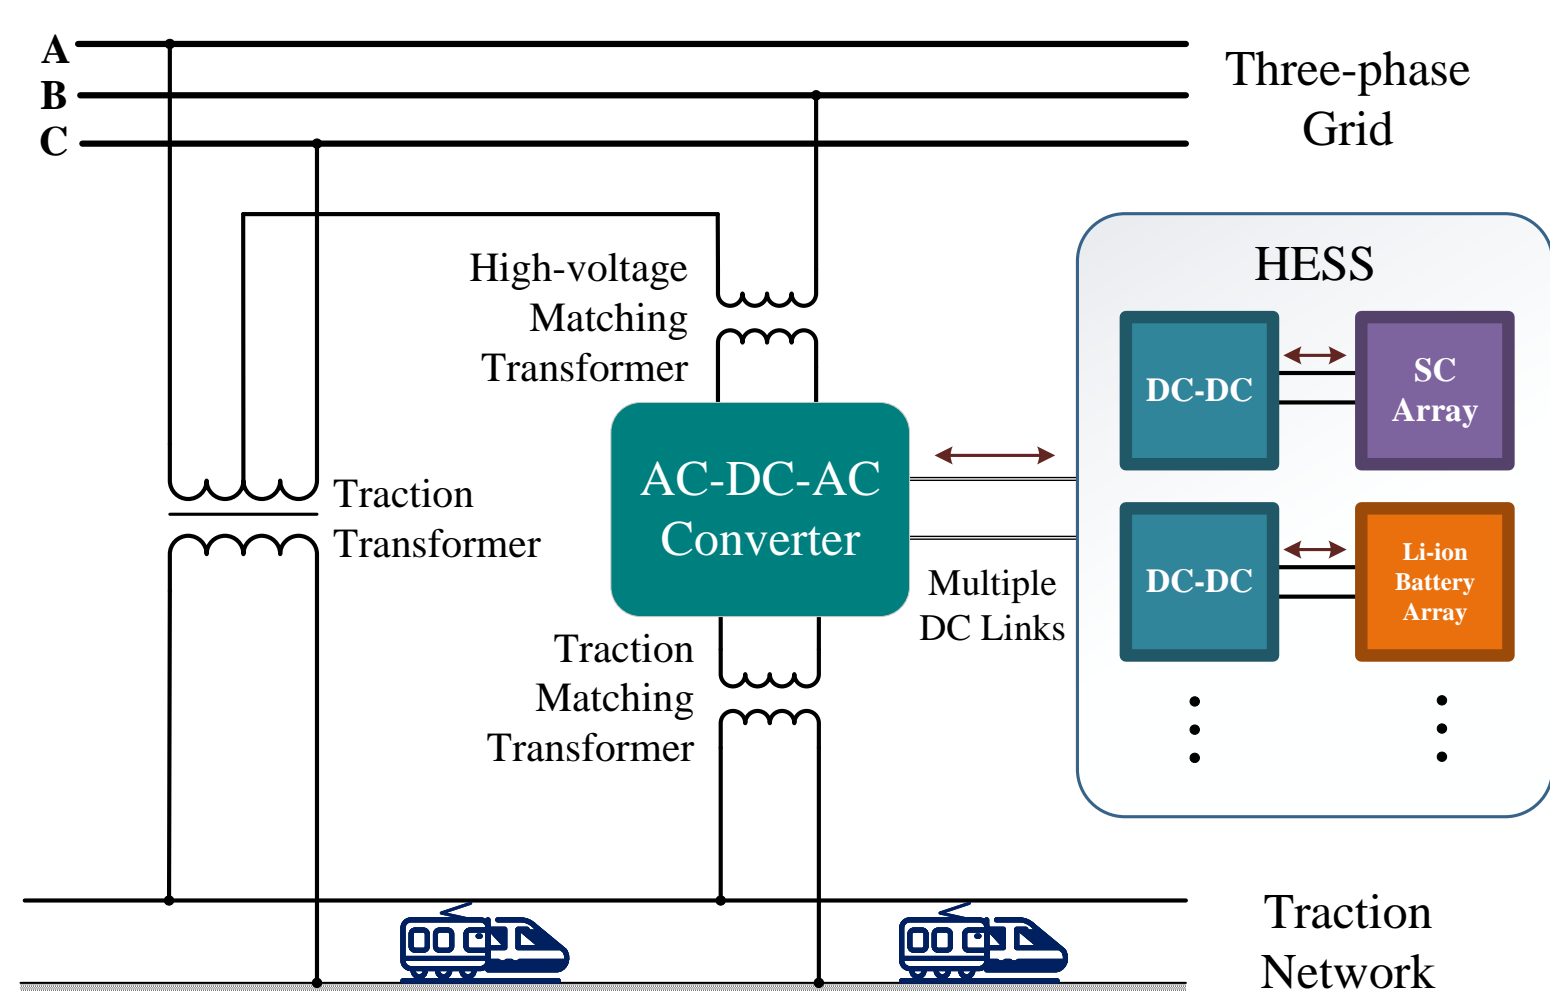 A
B
C
Three-phase
Grid
High-voltage
Matching
Transformer
HESS
DC-DC
SC
Array
AC-DC-AC
Converter
Traction
Transformer
DC-DC
Li-ion
Battery
Array
Multiple
DC Links
Traction
Matching
Transformer
Traction
Network